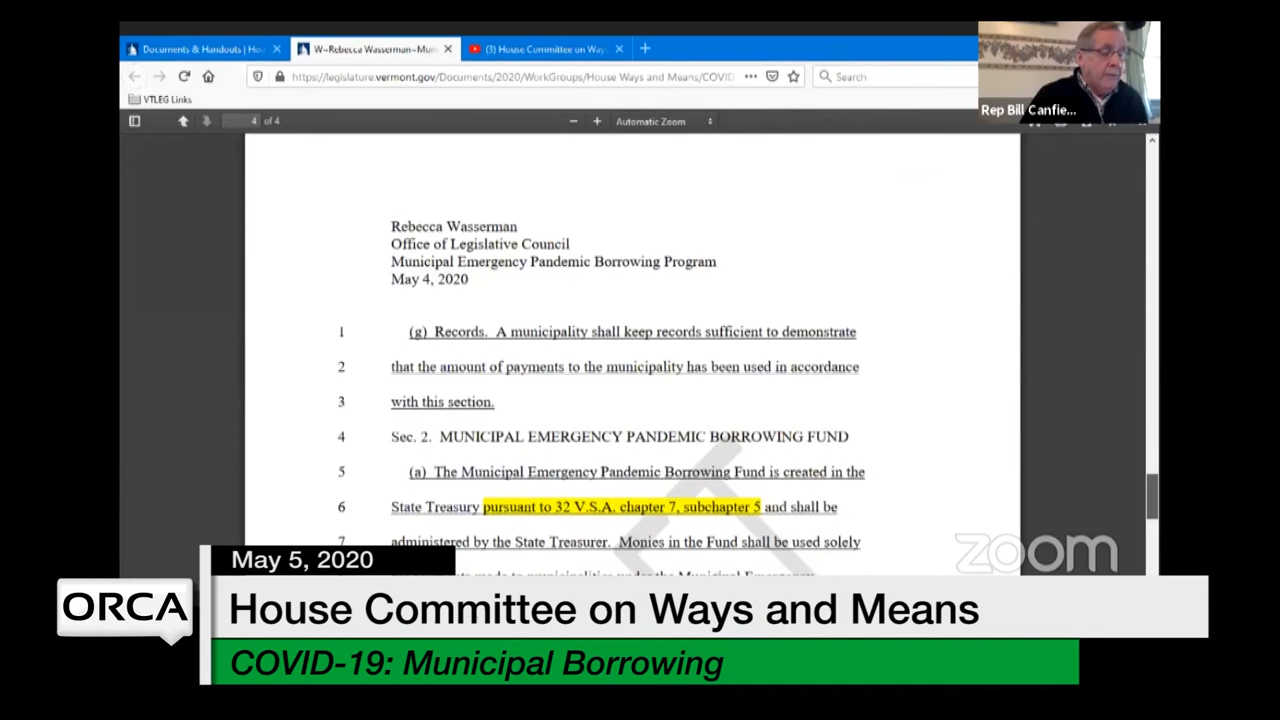 Documents & Handouts | Ho
W~Rebecca Wasserman~Mun
(3) House Committee on Way
https://legislature.vermont.gov/Documents/2020/WorkGroups/House Ways and Means/COVID
Search
VTLEG Links
4 of 4
Automatic Zoom
Rep Bill Canfie...
Rebecca Wasserman
Office of Legislative Council
Municipal Emergency Pandemic Borrowing Program
May 4, 2020
1 (g) Records. A municipality shall keep records sufficient to demonstrate
2 that the amount of payments to the municipality has been used in accordance
3 with this section.
4 Sec. 2. MUNICIPAL EMERGENCY PANDEMIC BORROWING FUND
5 (a) The Municipal Emergency Pandemic Borrowing Fund is created in the
6 State Treasury pursuant to 32 V.S.A. chapter 7, subchapter 5 and shall be
7 administered by the State Treasurer. Monies in the Fund shall be used solely
zoom
May 5, 2020
ORCA
House Committee on Ways and Means
COVID-19: Municipal Borrowing